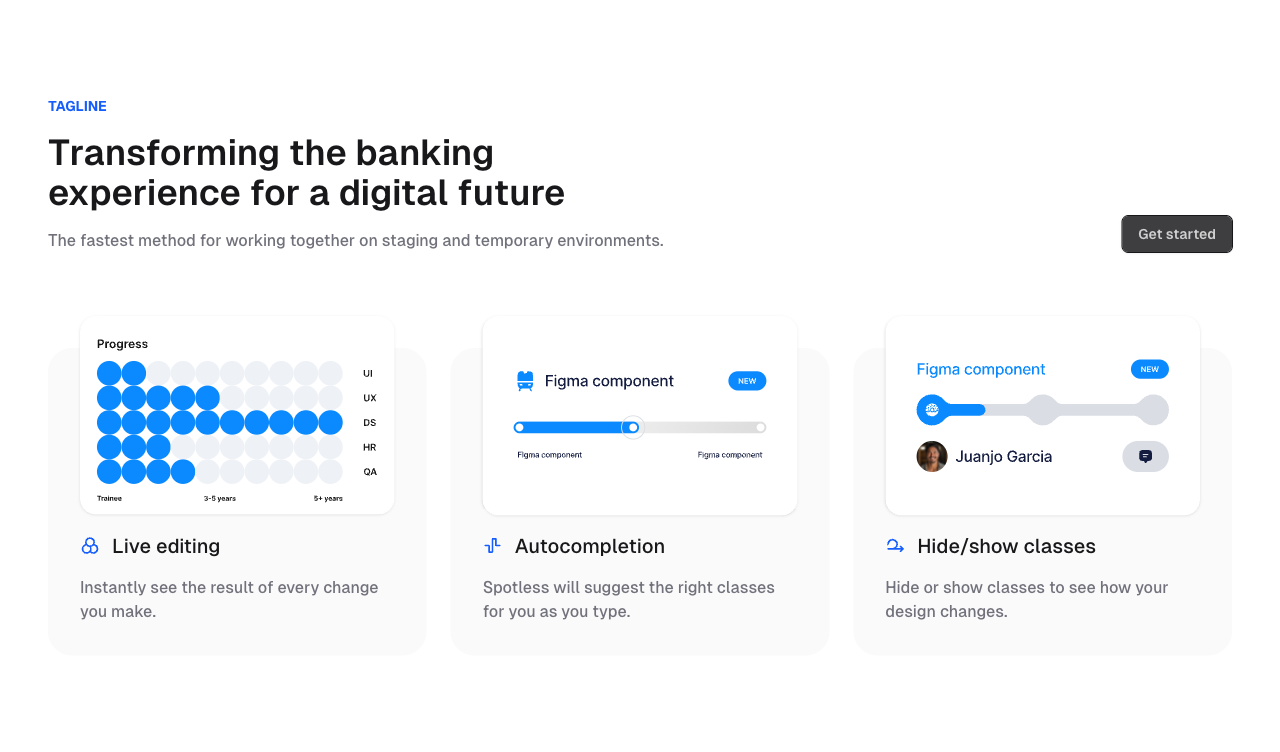 TAGLINE
Transforming the banking
experience for a digital future
The fastest method for working together on staging and temporary environments.
Get started
Progress
UI
UX
DS
HR
QA
Trainee
3-5 years
5+ years
Live editing
Instantly see the result of every change
you make.
Figma component
NEW
Figma component
Figma component
Autocompletion
Spotless will suggest the right classes
for you as you type.
Figma component
NEW
Juanjo Garcia
Hide/show classes
Hide or show classes to see how your
design changes.